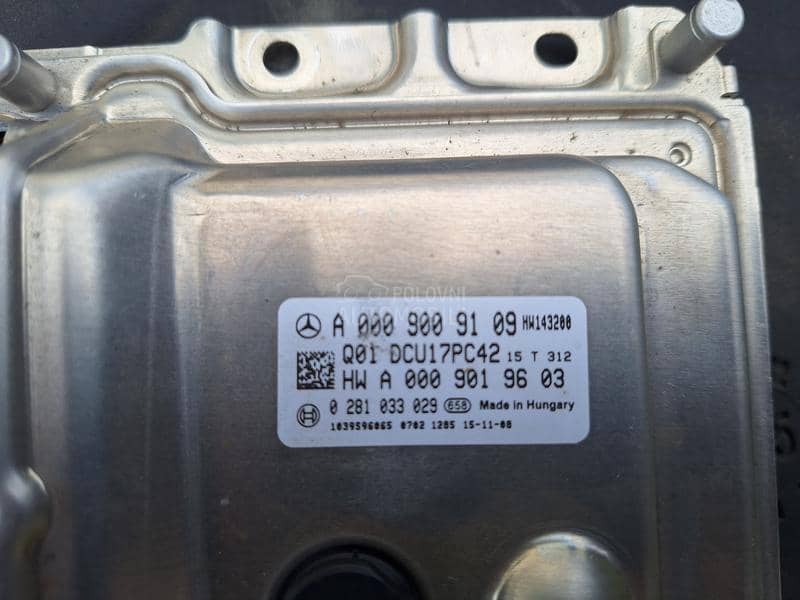 POLOVNI
A 000 900 91 09 HW143200
Q01 DCU17PC42 15 T 312
HW A 000 901 96 03
0 281 033 029 658 Made in Hungary
1039S96065 0702 1285 15-11-08